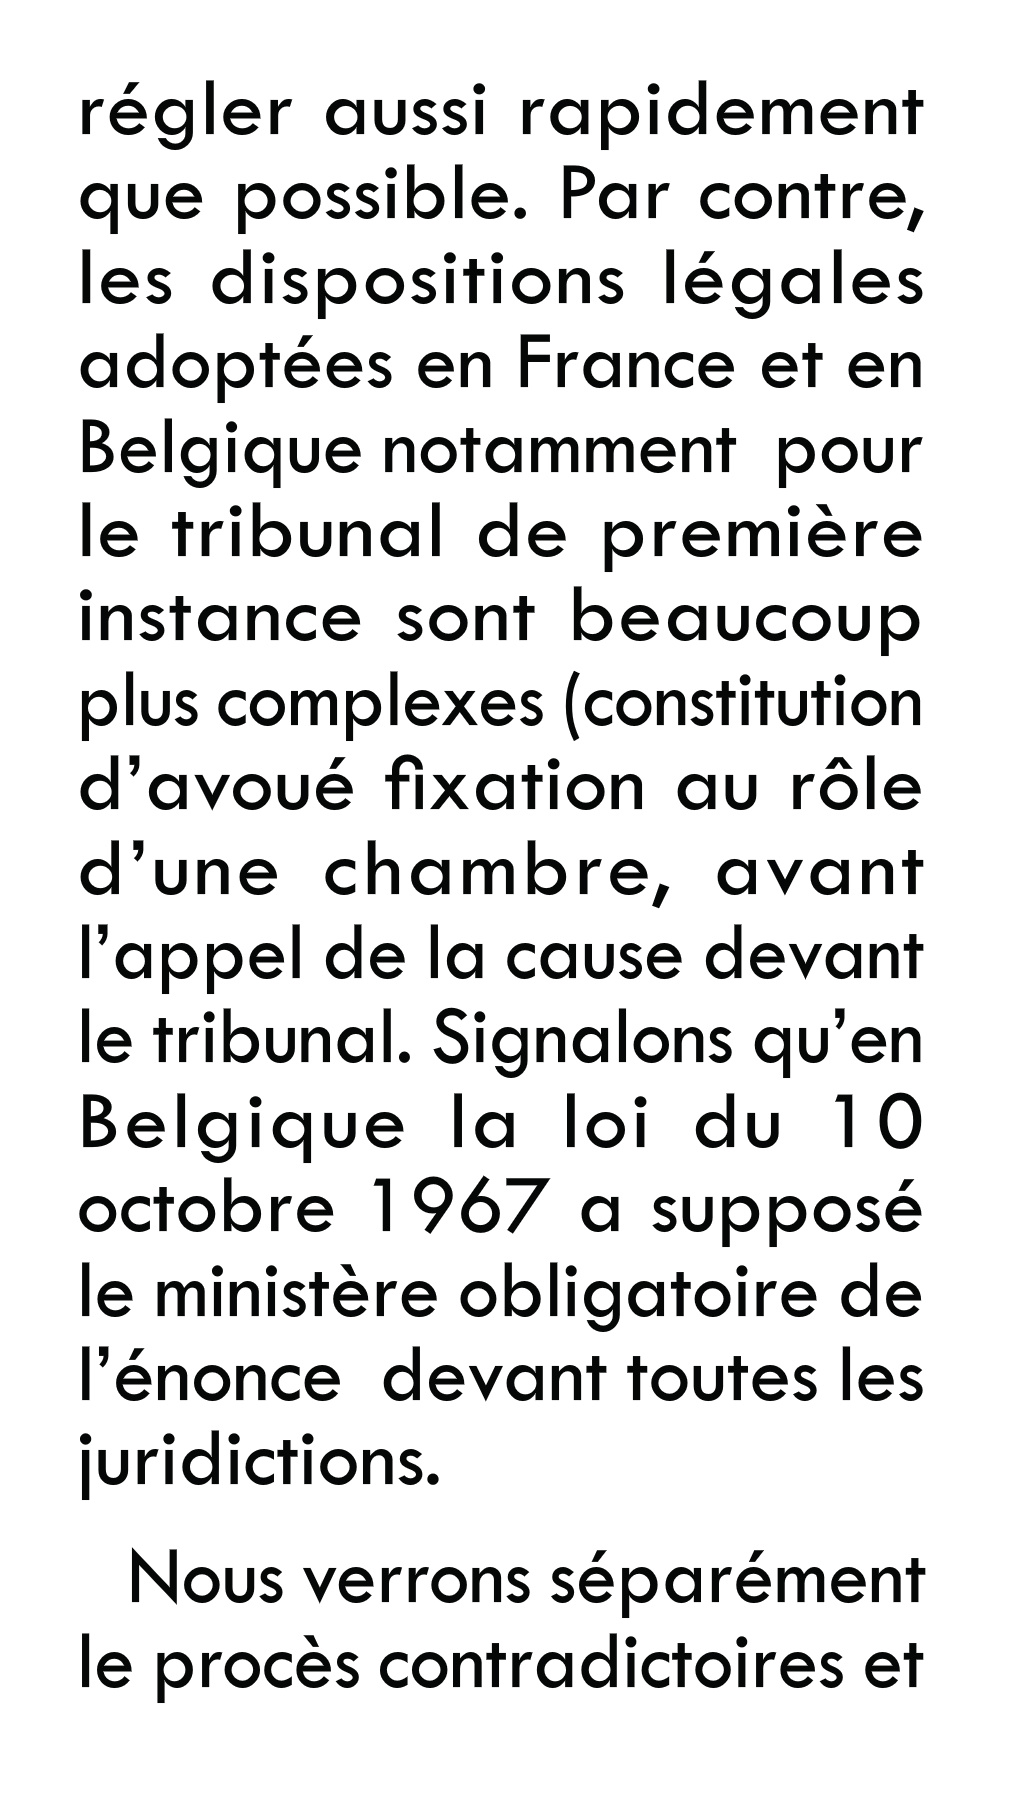 régler aussi rapidement
que possible. Par contre,
les dispositions légales
adoptées en France et en
Belgique notamment pour
le tribunal de première
instance sont beaucoup
plus complexes (constitution
d’avoué fixation au rôle
d’une chambre, avant
l’appel de la cause devant
le tribunal. Signalons qu’en
Belgique la loi du 10
octobre 1967 a supposé
le ministère obligatoire de
l’énonce devant toutes les
juridictions.
Nous verrons séparément
le procès contradictoires et